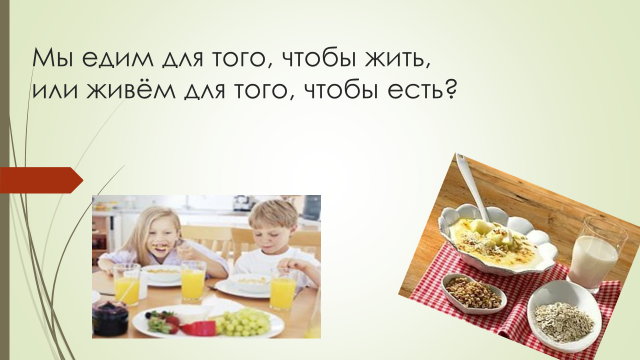 Мы едим для того, чтобы жить,
или живём для того, чтобы есть?